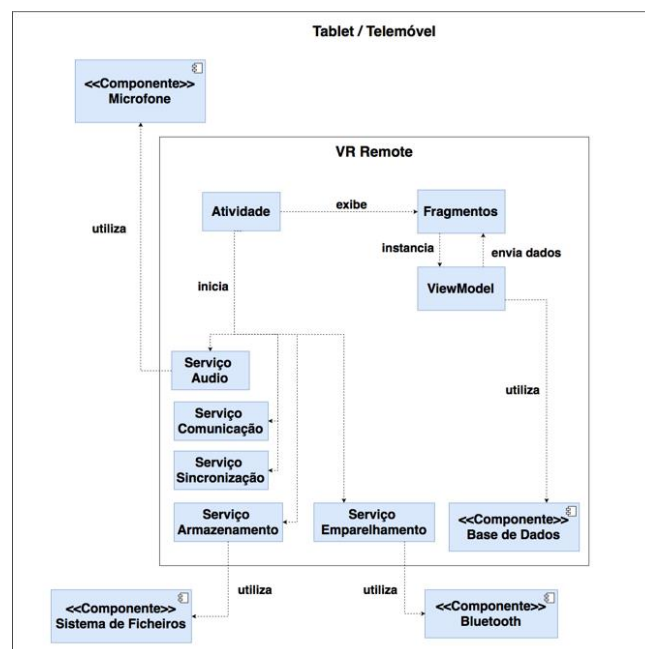 Tablet / Telemóvel
<<Componente>>
Microfone
VR Remote
Atividade
exibe
Fragmentos
utiliza
instancia
envia dados
inicia
ViewModel
Serviço
Audio
utiliza
Serviço
Comunicação
Serviço
Sincronização
Serviço
Armazenamento
Serviço
Emparelhamento
<<Componente>>
Base de Dados
utiliza
utiliza
<<Componente>>
Sistema de Ficheiros
<<Componente>>
Bluetooth